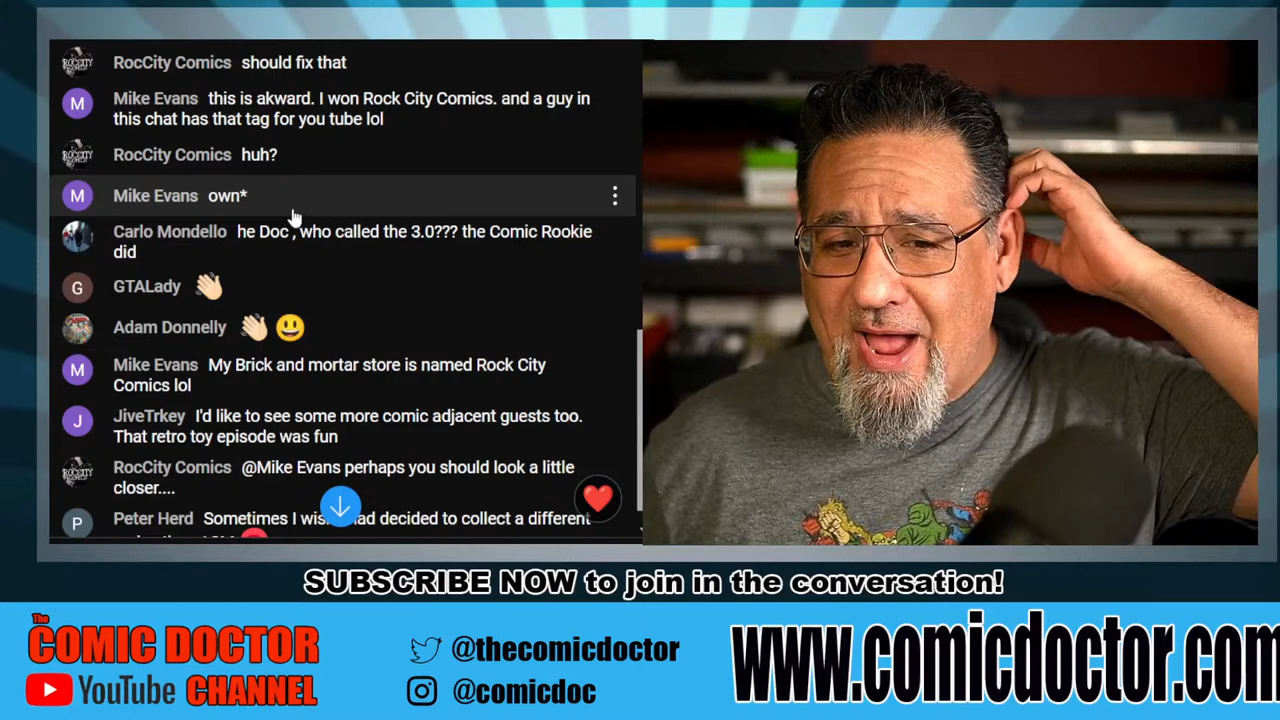 RocCity Comics should fix that
M Mike Evans this is akward. I won Rock City Comics. and a guy in
this chat has that tag for you tube lol
RocCity Comics huh?
M Mike Evans own*
Carlo Mondello he Doc , who called the 3.0??? the Comic Rookie
did
G GTALady 👋🏻
Adam Donnelly 👋🏻 😃
M Mike Evans My Brick and mortar store is named Rock City
Comics lol
J JiveTrkey I'd like to see some more comic adjacent guests too.
That retro toy episode was fun
RocCity Comics @Mike Evans perhaps you should look a little
closer....
P Peter Herd Sometimes I had decided to collect a different
SUBSCRIBE NOW to join in the conversation!
The
COMIC DOCTOR
YouTube CHANNEL
@thecomicdoctor
@comicdoc
www.comicdoctor.com